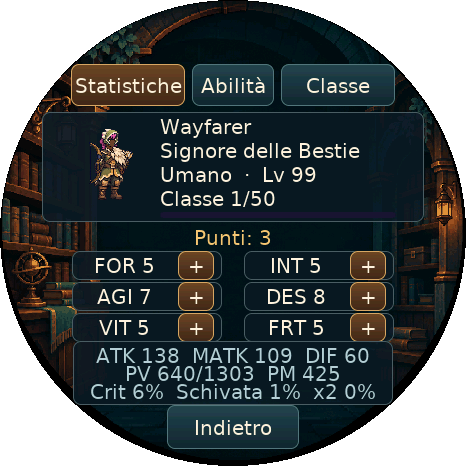 Statistiche Abilità Classe
Wayfarer
Signore delle Bestie
Umano · Lv 99
Classe 1/50
Punti: 3
FOR 5 + INT 5 +
AGI 7 + DES 8 +
VIT 5 + FRT 5 +
ATK 138 MATK 109 DIF 60
PV 640/1303 PM 425
Crit 6% Schivata 1% x2 0%
Indietro